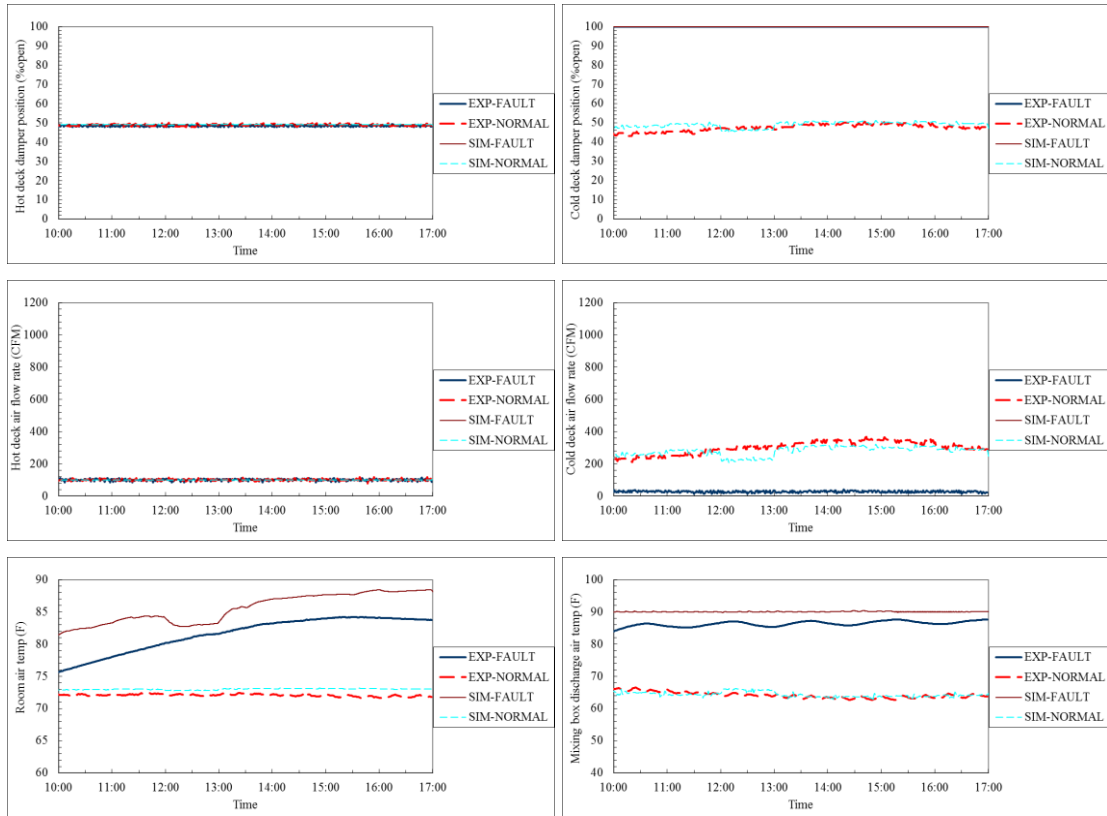 Hot deck damper position (%open)
100
90
80
70
60
50
40
30
20
10
0
10:00 11:00 12:00 13:00 14:00 15:00 16:00 17:00
Time
EXP-FAULT
EXP-NORMAL
SIM-FAULT
SIM-NORMAL
Cold deck damper position (%open)
100
90
80
70
60
50
40
30
20
10
0
10:00 11:00 12:00 13:00 14:00 15:00 16:00 17:00
Time
EXP-FAULT
EXP-NORMAL
SIM-FAULT
SIM-NORMAL
Hot deck air flow rate (CFM)
1200
1000
800
600
400
200
0
10:00 11:00 12:00 13:00 14:00 15:00 16:00 17:00
Time
EXP-FAULT
EXP-NORMAL
SIM-FAULT
SIM-NORMAL
Cold deck air flow rate (CFM)
1200
1000
800
600
400
200
0
10:00 11:00 12:00 13:00 14:00 15:00 16:00 17:00
Time
EXP-FAULT
EXP-NORMAL
SIM-FAULT
SIM-NORMAL
Room air temp (F)
90
85
80
75
70
65
60
10:00 11:00 12:00 13:00 14:00 15:00 16:00 17:00
Time
EXP-FAULT
EXP-NORMAL
SIM-FAULT
SIM-NORMAL
Mixing box discharge air temp (F)
100
90
80
70
60
50
40
10:00 11:00 12:00 13:00 14:00 15:00 16:00 17:00
Time
EXP-FAULT
EXP-NORMAL
SIM-FAULT
SIM-NORMAL